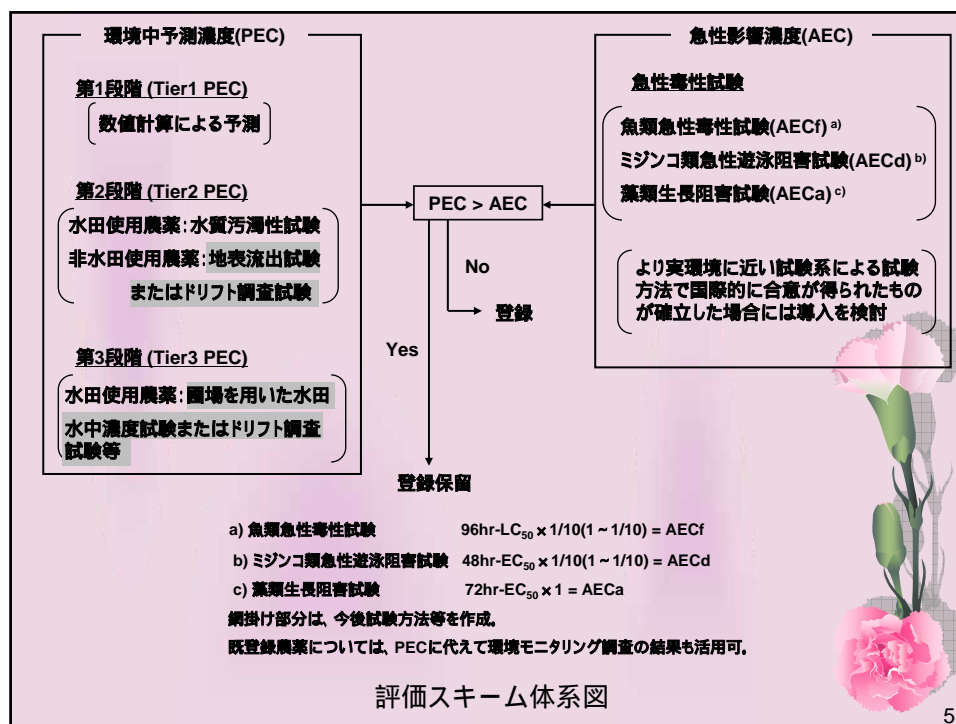 環境中予測濃度(PEC)
第1段階 (Tier1 PEC)
数値計算による予測
第2段階 (Tier2 PEC)
水田使用農薬：水質汚濁性試験
非水田使用農薬：地表流出試験
またはドリフト調査試験
第3段階 (Tier3 PEC)
水田使用農薬：圃場を用いた水田
水中濃度試験またはドリフト調査
試験等
PEC > AEC
No
登録
Yes
登録保留
急性影響濃度(AEC)
急性毒性試験
魚類急性毒性試験(AECf) a)
ミジンコ類急性遊泳阻害試験(AECd) b)
藻類生長阻害試験(AECa) c)
より実環境に近い試験系による試験
方法で国際的に合意が得られたもの
が確立した場合には導入を検討
a) 魚類急性毒性試験 96hr-LC50 × 1/10(1 ~ 1/10) = AECf
b) ミジンコ類急性遊泳阻害試験 48hr-EC50 × 1/10(1 ~ 1/10) = AECd
c) 藻類生長阻害試験 72hr-EC50 × 1 = AECa
網掛け部分は、今後試験方法等を作成。
既登録農薬については、PECに代えて環境モニタリング調査の結果も活用可。
評価スキーム体系図
5